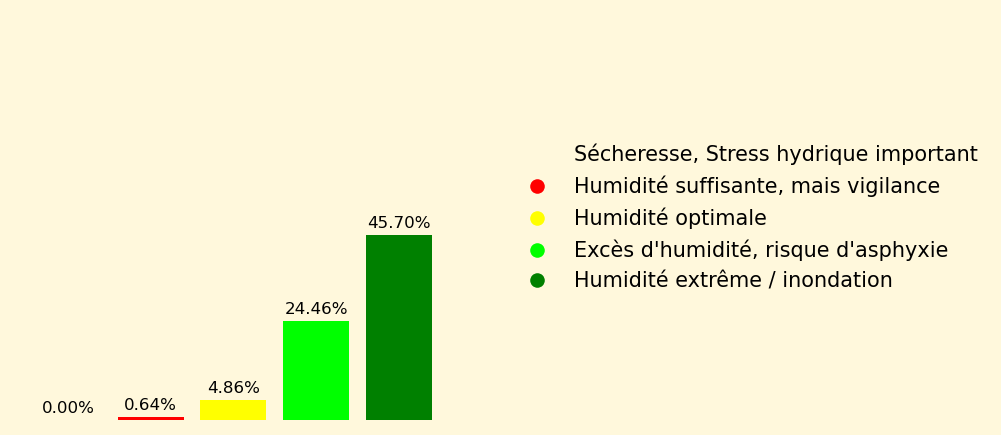 0.00%
0.64%
4.86%
24.46%
45.70%
Sécheresse, Stress hydrique important
Humidité suffisante, mais vigilance
Humidité optimale
Excès d'humidité, risque d'asphyxie
Humidité extrême / inondation